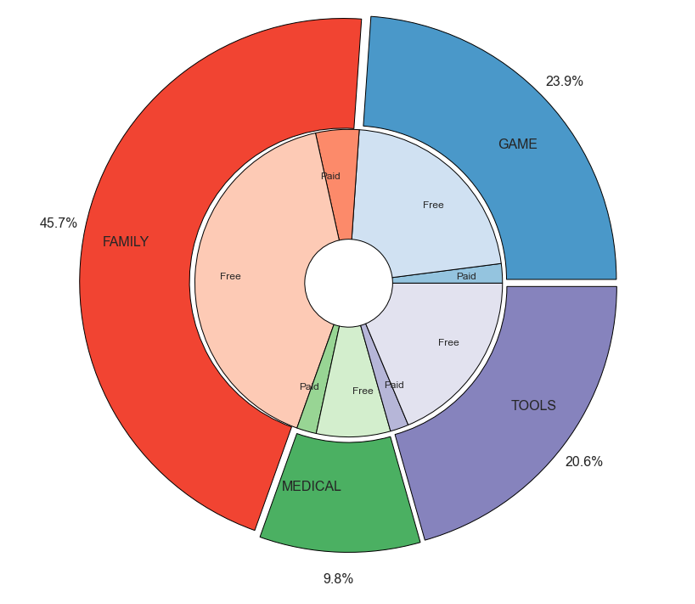 23.9%
GAME
Paid
Free
45.7%
FAMILY
Free
Paid
Free
Paid
Free
Paid
TOOLS
20.6%
MEDICAL
9.8%